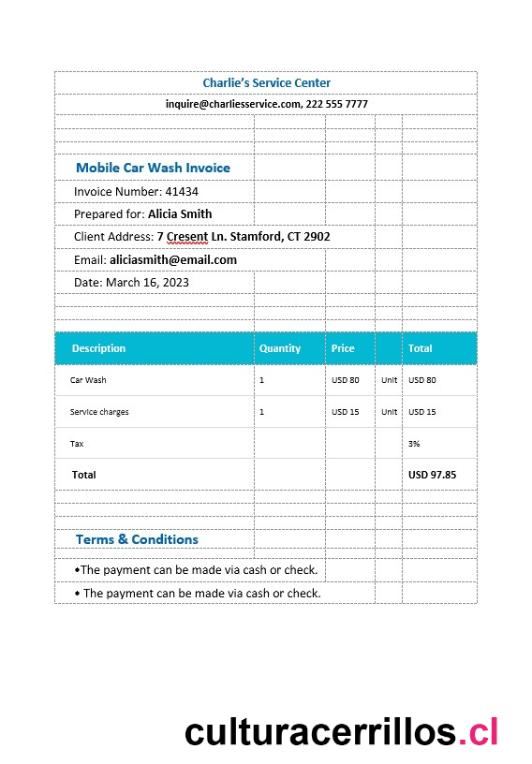 Charlie's Service Center
inquire@charliesservice.com, 222 555 7777
Mobile Car Wash Invoice
Invoice Number: 41434
Prepared for: Alicia Smith
Client Address: 7 Cresent Ln. Stamford, CT 2902
Email: aliciasmith@email.com
Date: March 16, 2023
Description Quantity Price Total
Car Wash 1 USD 80 Unit USD 80
Service charges 1 USD 15 Unit USD 15
Tax 3%
Total USD 97.85
Terms & Conditions
•The payment can be made via cash or check.
• The payment can be made via cash or check.
culturacerrillos.cl